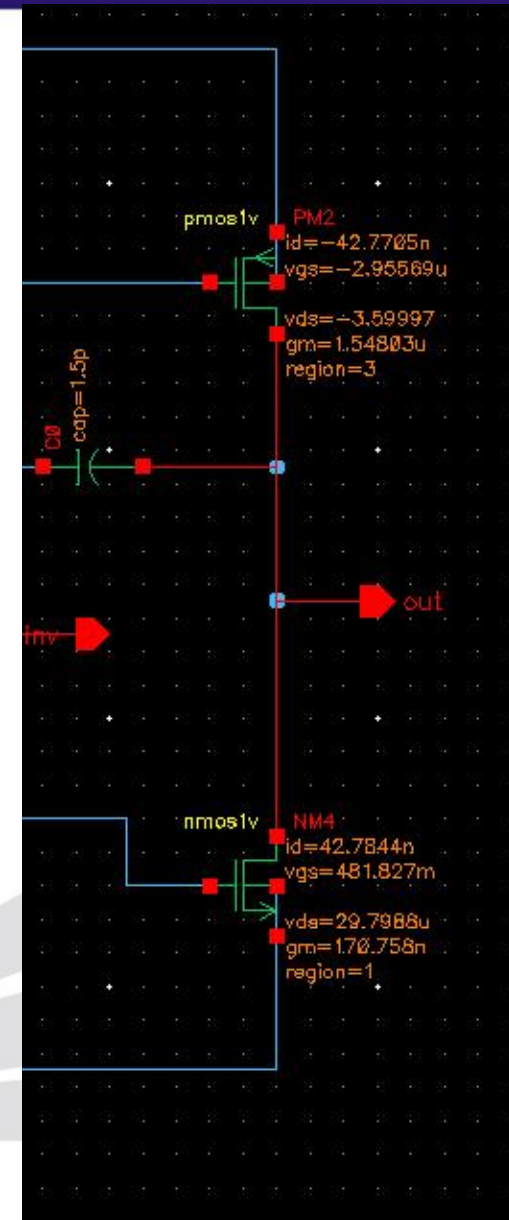 pmos1v PM2
id=-42.7705n
vgs=-2.95569u
vds=-3.59997
gm=1.54803u
region=3
C0
cap=1.5p
out
inv
nmos1v NM4
id=42.7844n
vgs=481.827m
vds=29.7988u
gm=170.758n
region=1